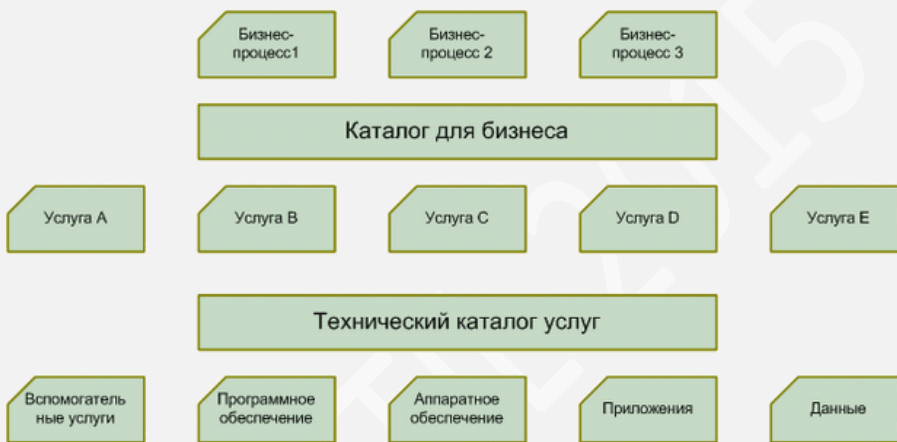 Бизнес-
процесс1
Бизнес-
процесс 2
Бизнес-
процесс 3
Каталог для бизнеса
Услуга A
Услуга B
Услуга C
Услуга D
Услуга E
Технический каталог услуг
Вспомогатель
ные услуги
Программное
обеспечение
Аппаратное
обеспечение
Приложения
Данные
2015